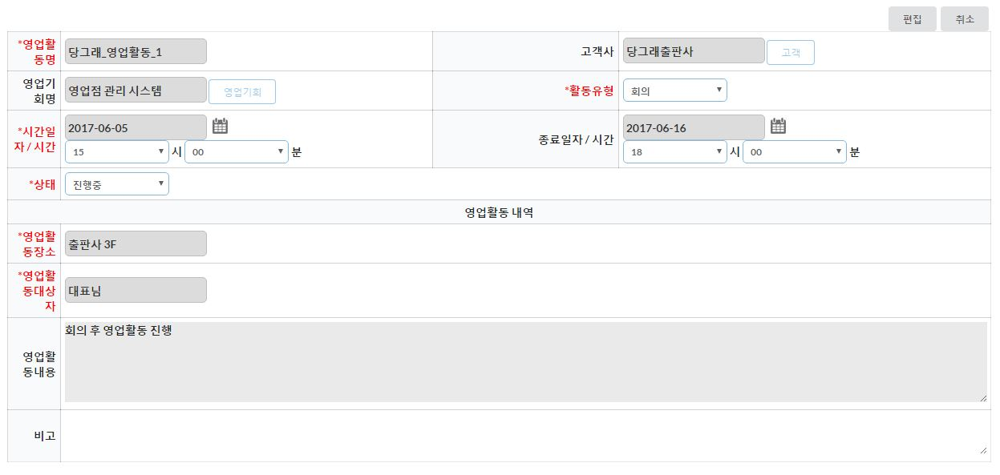 편집 취소
*영업활
동명
당그래_영업활동_1
고객사
당그래출판사
고객
영업기
회명
영업점 관리 시스템
영업기회
*활동유형
회의
*시간일
자 / 시간
2017-06-05
15 시 00 분
종료일자 / 시간
2017-06-16
18 시 00 분
*상태
진행중
영업활동 내역
*영업활
동장소
출판사 3F
*영업활
동대상
자
대표님
영업활
동내용
회의 후 영업활동 진행
비고